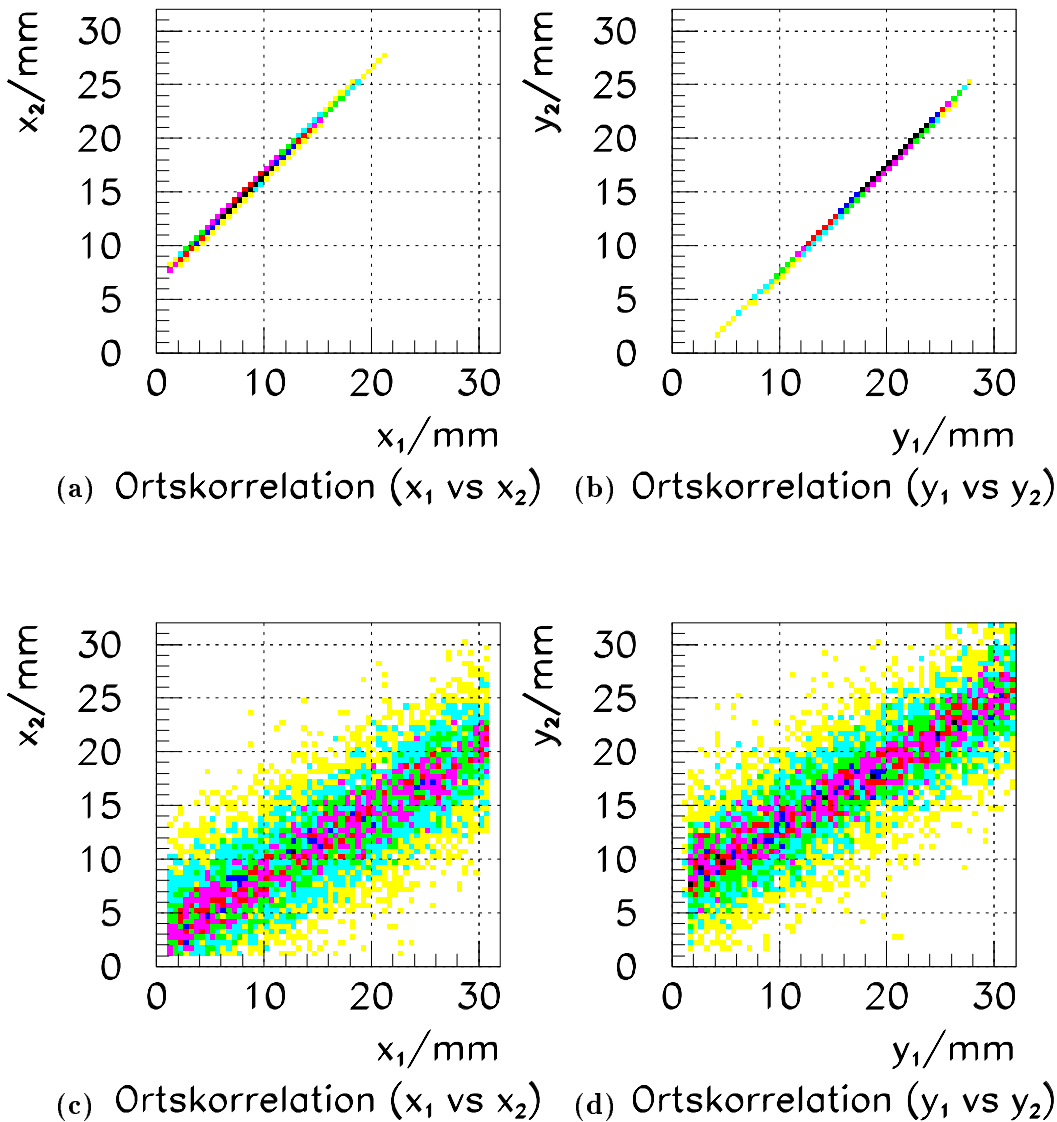 x₂/mm
30
25
20
15
10
5
0
0 10 20 30
x₁/mm
(a) Ortskorrelation (x₁ vs x₂)
y₂/mm
30
25
20
15
10
5
0
0 10 20 30
y₁/mm
(b) Ortskorrelation (y₁ vs y₂)
x₂/mm
30
25
20
15
10
5
0
0 10 20 30
x₁/mm
(c) Ortskorrelation (x₁ vs x₂)
y₂/mm
30
25
20
15
10
5
0
0 10 20 30
y₁/mm
(d) Ortskorrelation (y₁ vs y₂)